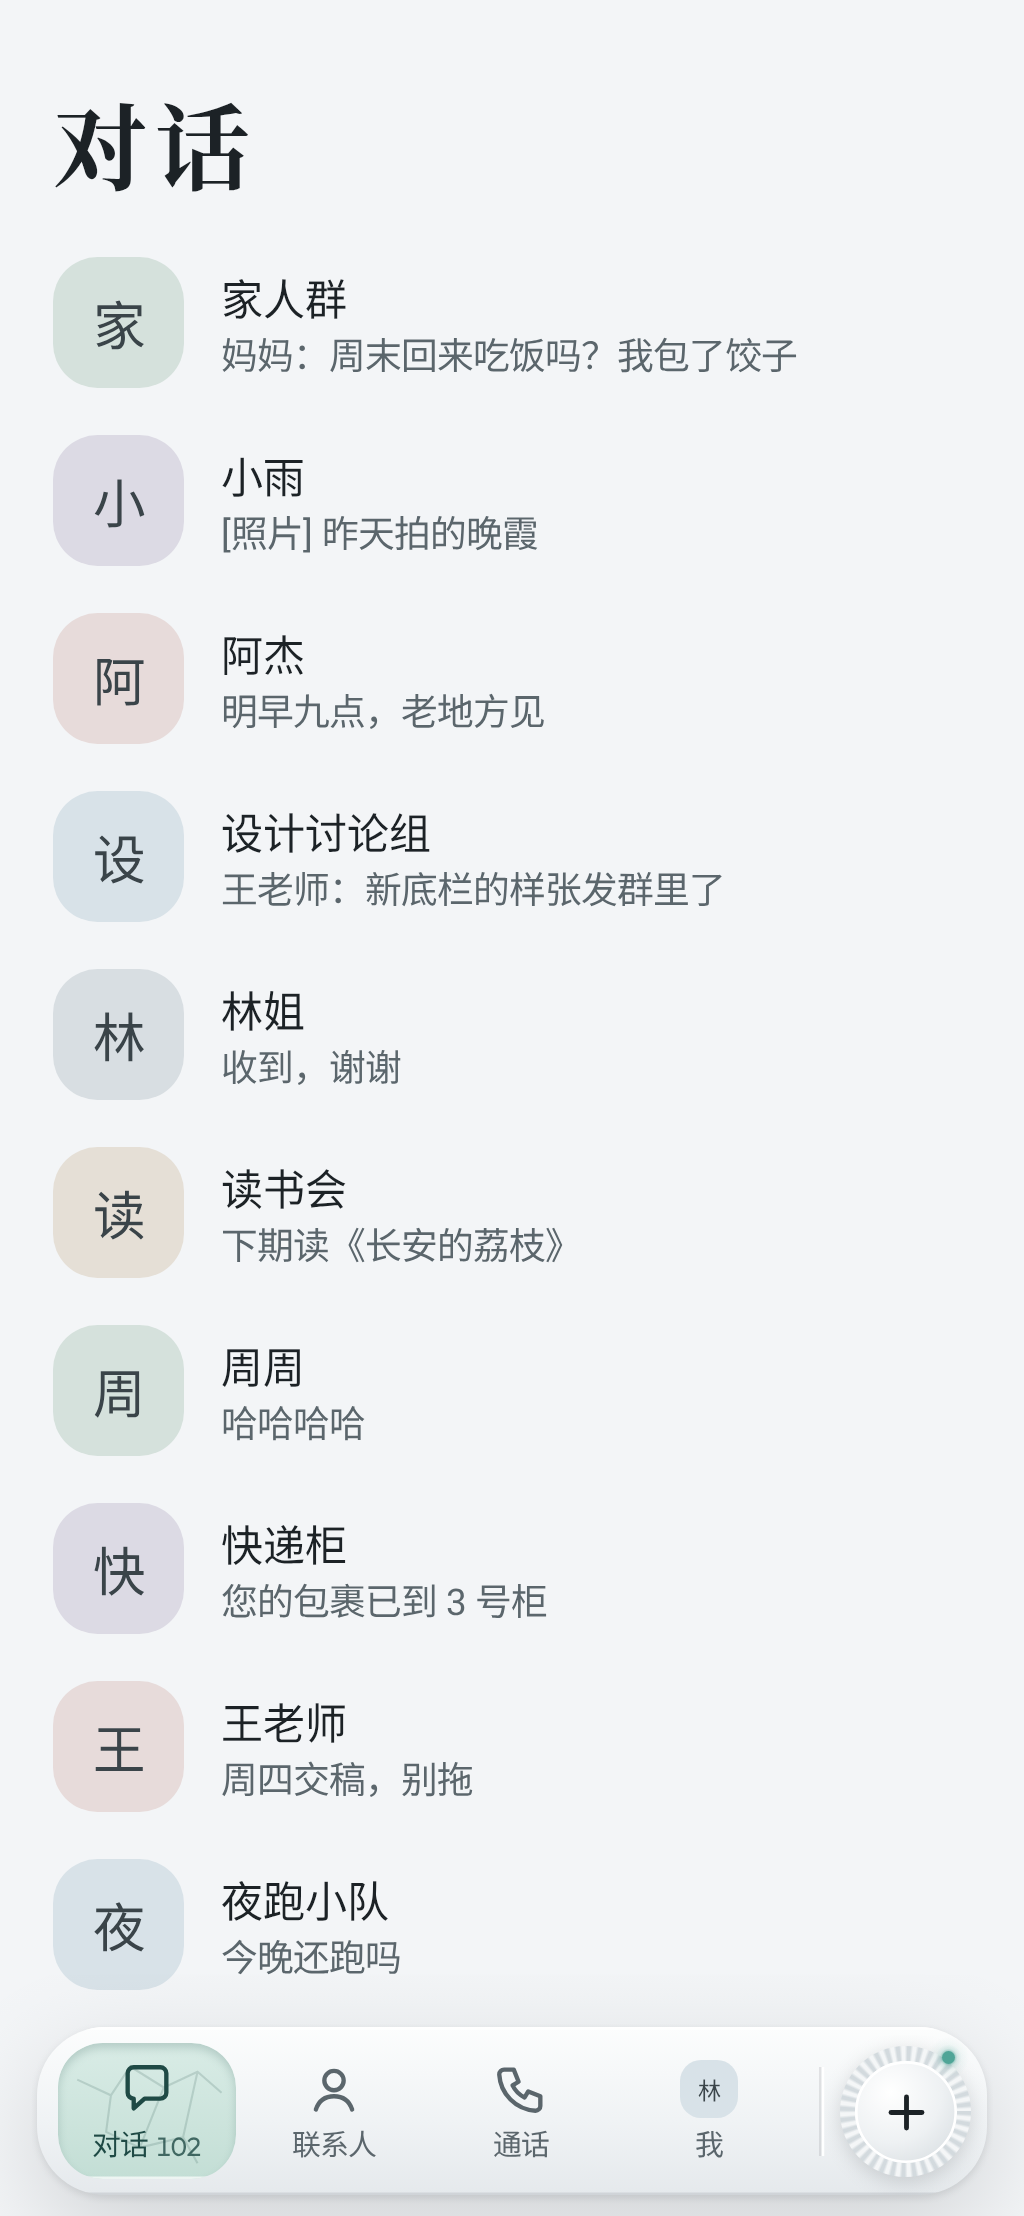 对话
家
家人群
妈妈：周末回来吃饭吗？我包了饺子
小
小雨
[照片] 昨天拍的晚霞
阿
阿杰
明早九点，老地方见
设
设计讨论组
王老师：新底栏的样张发群里了
林
林姐
收到，谢谢
读
读书会
下期读《长安的荔枝》
周
周周
哈哈哈哈
快
快递柜
您的包裹已到 3 号柜
王
王老师
周四交稿，别拖
夜
夜跑小队
今晚还跑吗
对话 102
联系人
通话
林
我